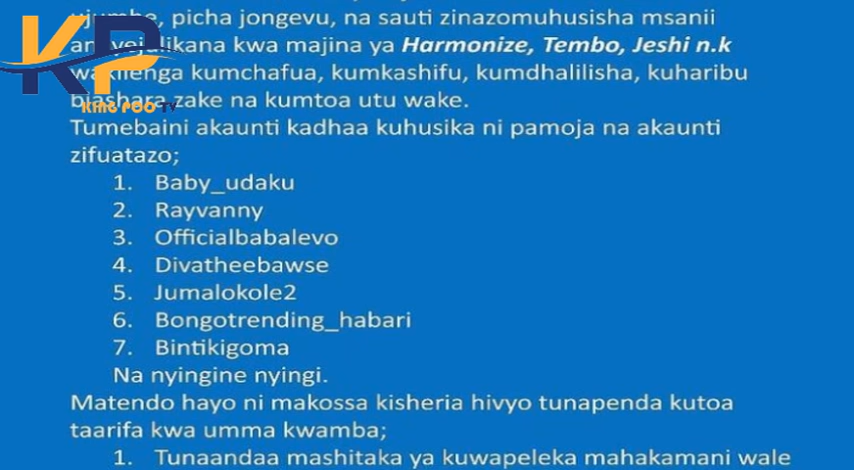 ujumbe, picha jongevu, na sauti zinazomuhusisha msanii
anayejulikana kwa majina ya Harmonize, Tembo, Jeshi n.k
wakilenga kumchafua, kumkashifu, kumdhalilisha, kuharibu
biashara zake na kumtoa utu wake.
KP
KING POO TV
Tumebaini akaunti kadhaa kuhusika ni pamoja na akaunti
zifuatazo;
1. Baby_udaku
2. Rayvanny
3. Officialbabalevo
4. Divatheebawse
5. Jumalokole2
6. Bongotrending_habari
7. Bintikigoma
Na nyingine nyingi.
Matendo hayo ni makossa kisheria hivyo tunapenda kutoa
taarifa kwa umma kwamba;
1. Tunaandaa mashitaka ya kuwapeleka mahakamani wale